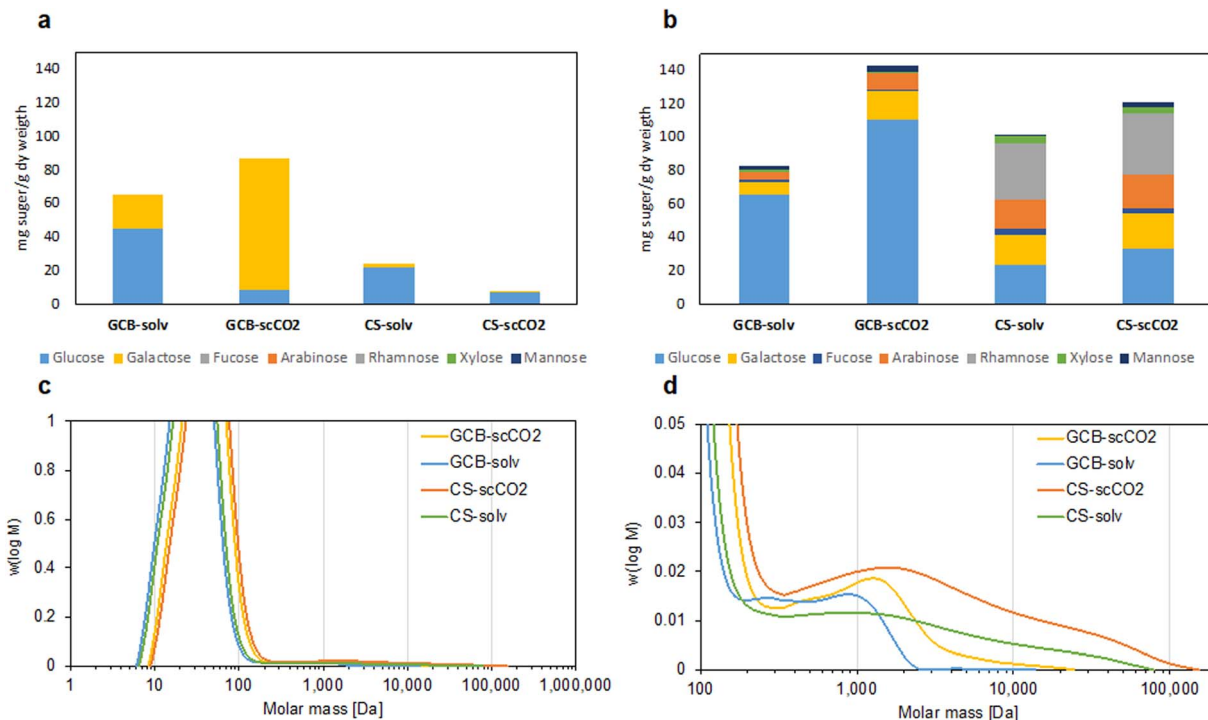 a
mg suger/g dy weigth
140
120
100
80
60
40
20
0
GCB-solv GCB-scCO2 CS-solv CS-scCO2
Glucose Galactose Fucose Arabinose Rhamnose Xylose Mannose
b
mg suger/g dy weigth
140
120
100
80
60
40
20
0
GCB-solv GCB-scCO2 CS-solv CS-scCO2
Glucose Galactose Fucose Arabinose Rhamnose Xylose Mannose
c
w(log M)
1
0.8
0.6
0.4
0.2
0
1 10 100 1,000 10,000 100,000 1,000,000
Molar mass [Da]
GCB-scCO2
GCB-solv
CS-scCO2
CS-solv
d
w(log M)
0.05
0.04
0.03
0.02
0.01
0
100 1,000 10,000 100,000
Molar mass [Da]
GCB-scCO2
GCB-solv
CS-scCO2
CS-solv